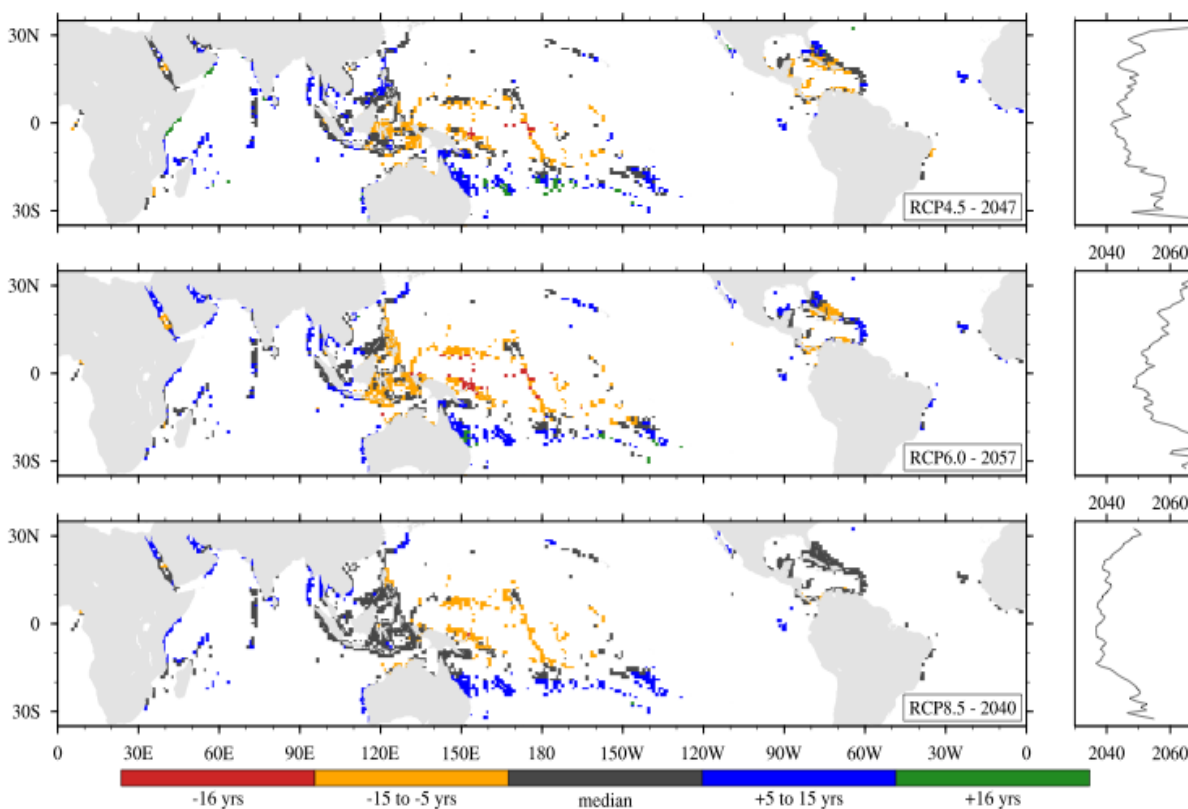 30N
0
30S
RCP4.5 - 2047
2040 2060
30N
0
30S
RCP6.0 - 2057
2040 2060
30N
0
30S
RCP8.5 - 2040
0 30E 60E 90E 120E 150E 180 150W 120W 90W 60W 30W 0 2040 2060
-16 yrs -15 to -5 yrs median +5 to 15 yrs +16 yrs